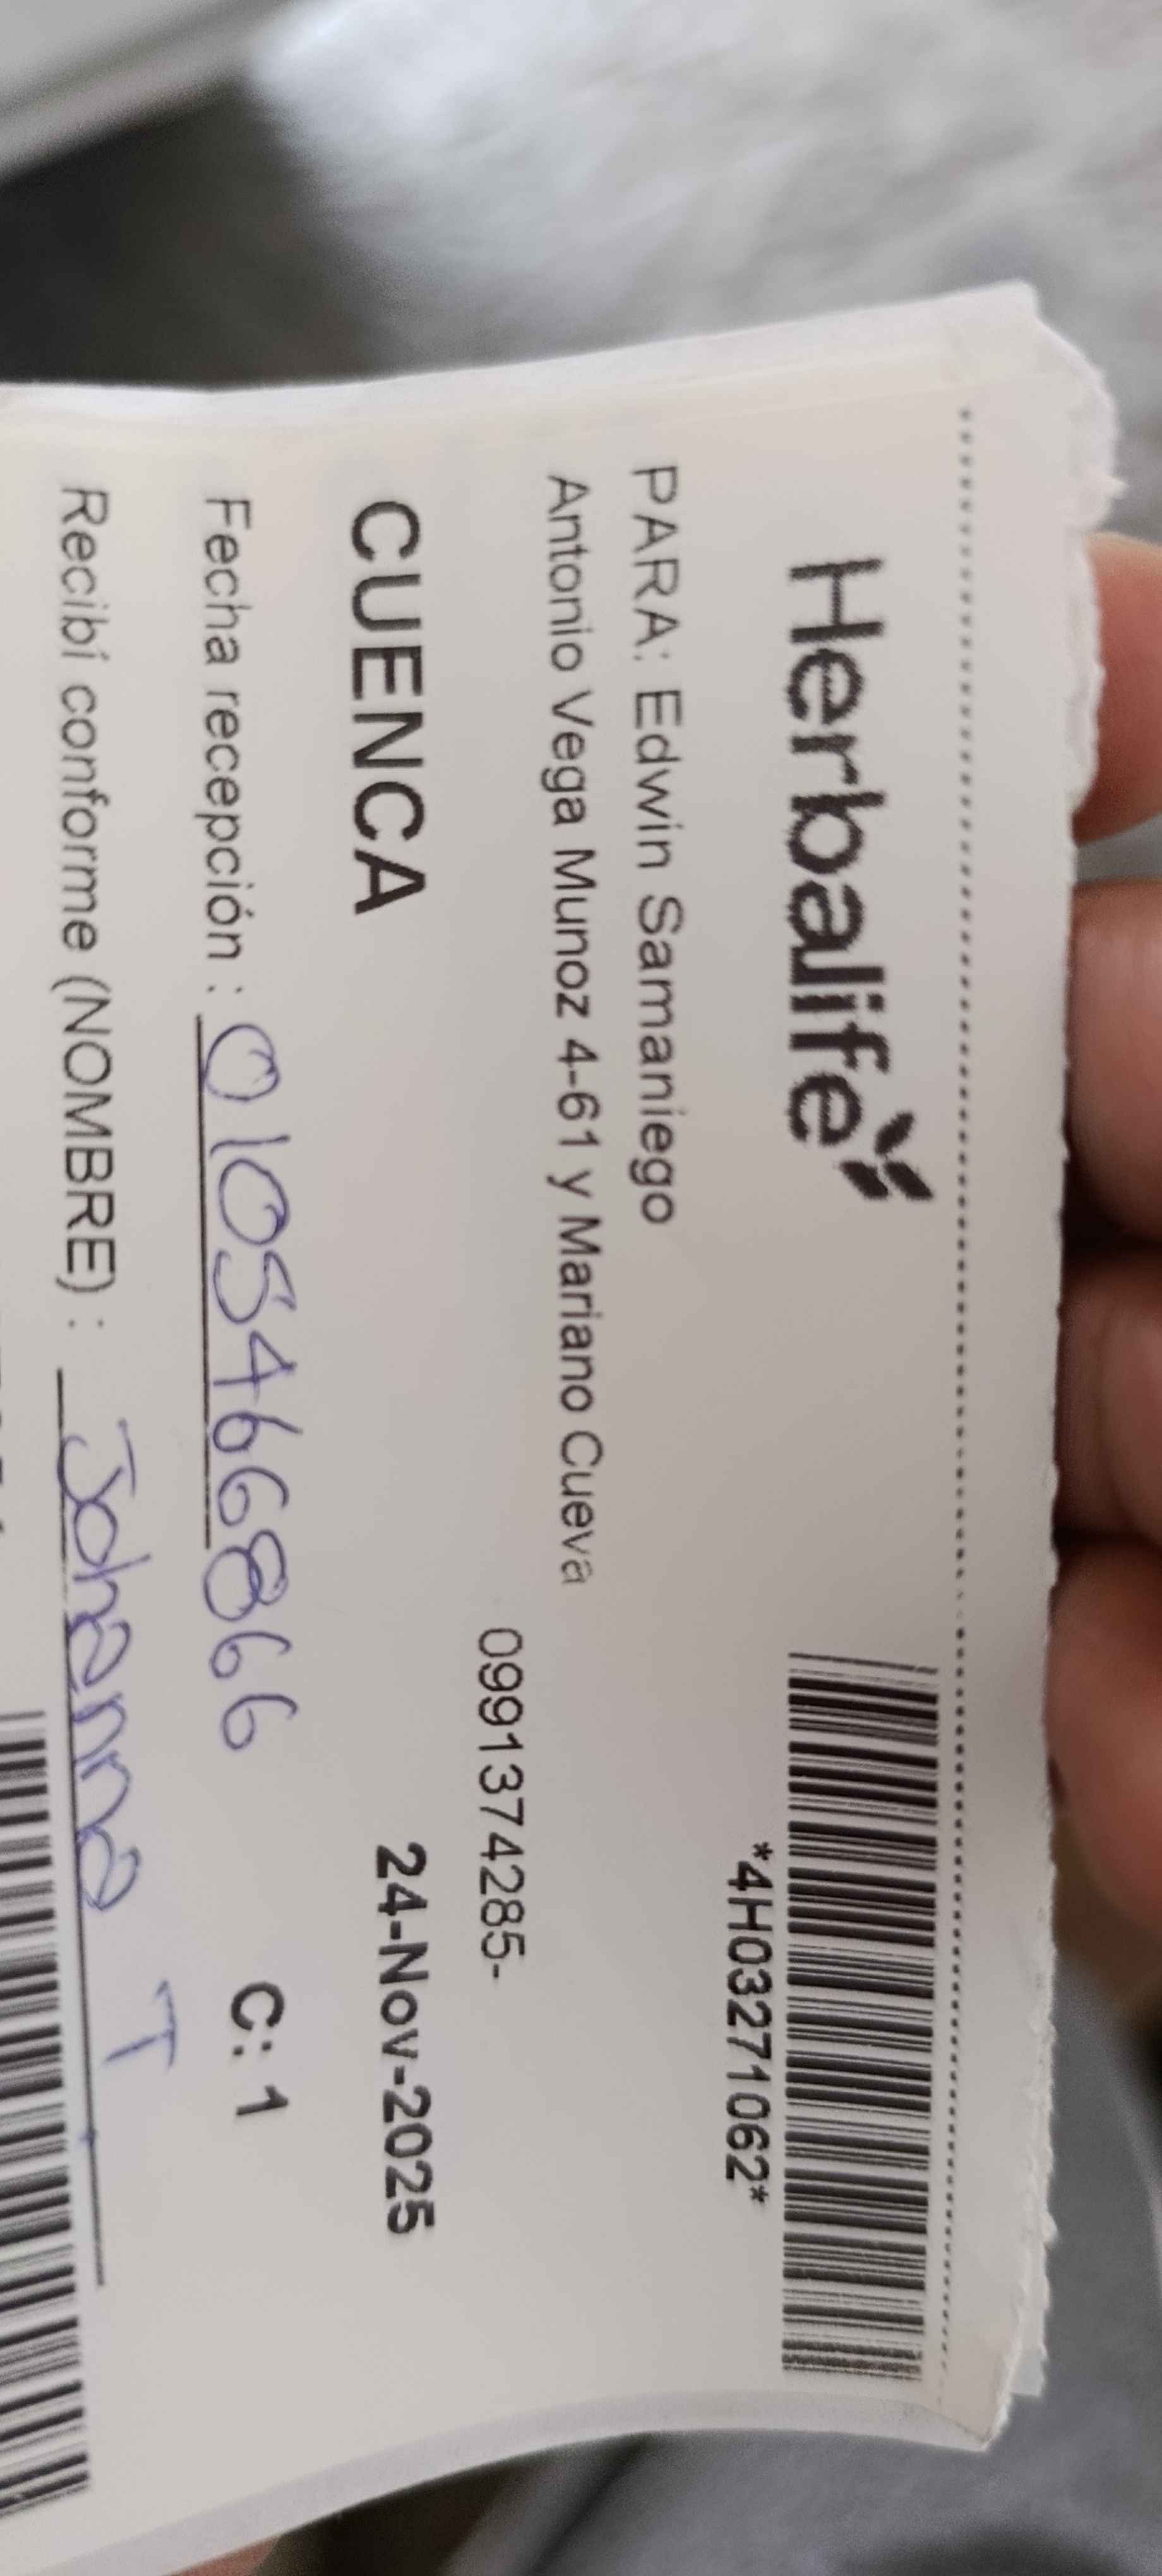 Herbalife
*4H03271062*
PARA: Edwin Samaniego
Antonio Vega Munoz 4-61 y Mariano Cueva
0991374285-
CUENCA 24-Nov-2025
Fecha recepción : 0105466866 C: 1
Recibí conforme (NOMBRE) : Johanna T